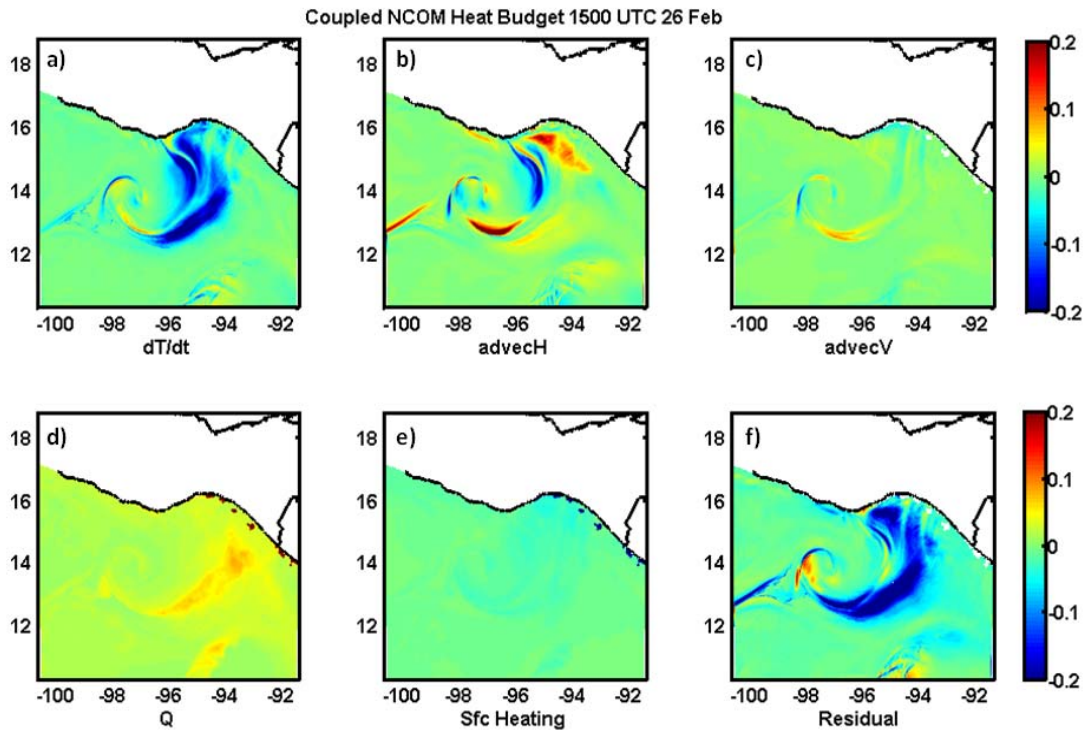 Coupled NCOM Heat Budget 1500 UTC 26 Feb
a) b) c)
18 18 18 0.2
16 16 16 0.1
14 14 14 0
12 12 12 -0.1
-0.2
-100 -98 -96 -94 -92 -100 -98 -96 -94 -92 -100 -98 -96 -94 -92
dT/dt advecH advecV
d) e) f)
18 18 18 0.2
16 16 16 0.1
14 14 14 0
12 12 12 -0.1
-0.2
-100 -98 -96 -94 -92 -100 -98 -96 -94 -92 -100 -98 -96 -94 -92
Q Sfc Heating Residual